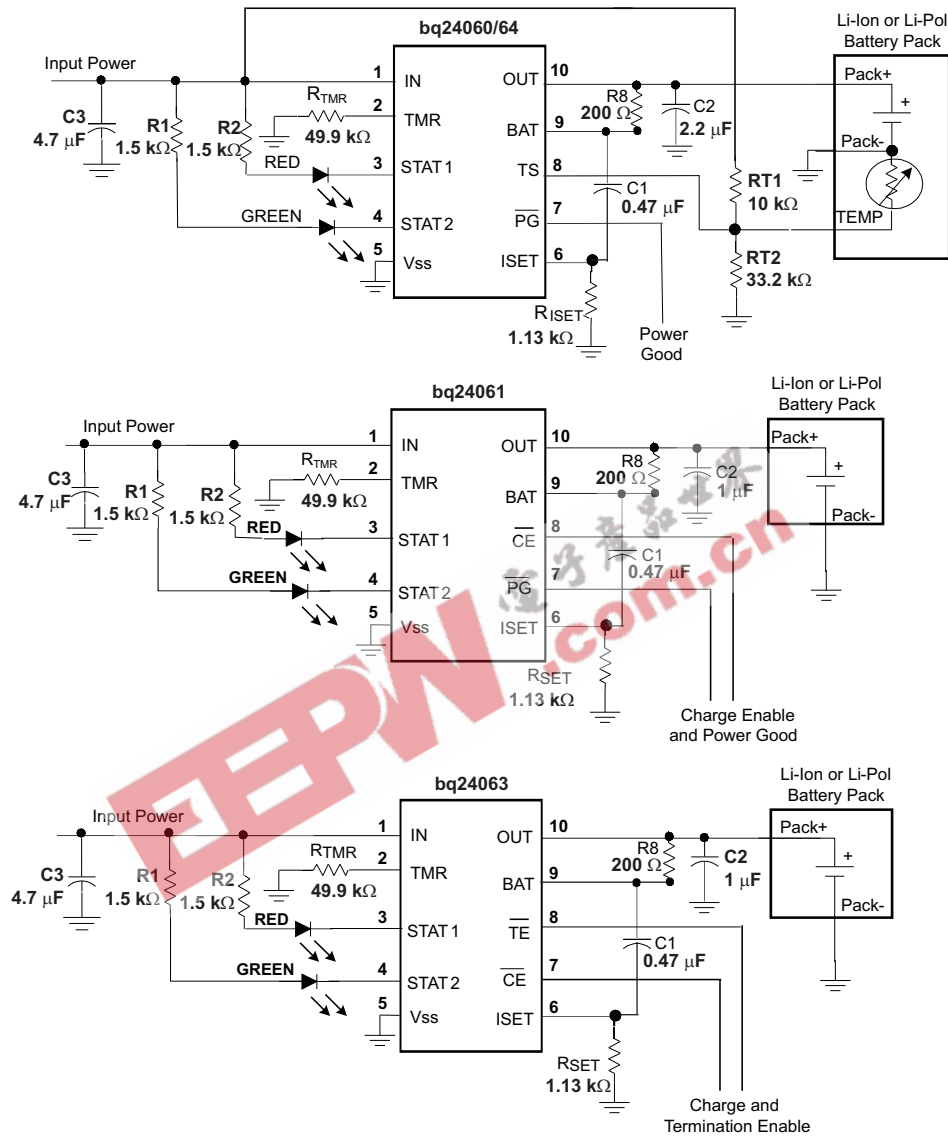 bq24060/64
Li-Ion or Li-Pol
Battery Pack
Input Power
C3
4.7 μF
R1
1.5 kΩ
R2
1.5 kΩ
RTMR
49.9 kΩ
RED
GREEN
1 IN
2 TMR
3 STAT1
4 STAT2
5 Vss
OUT 10
BAT 9
TS 8
PG 7
ISET 6
R8
200 Ω
C2
2.2 μF
C1
0.47 μF
RISET
1.13 kΩ
Power
Good
RT1
10 kΩ
RT2
33.2 kΩ
Pack+
+
Pack-
TEMP
bq24061
Li-Ion or Li-Pol
Battery Pack
Input Power
C3
4.7 μF
R1
1.5 kΩ
R2
1.5 kΩ
RTMR
49.9 kΩ
RED
GREEN
1 IN
2 TMR
3 STAT1
4 STAT2
5 Vss
OUT 10
BAT 9
CE 8
PG 7
ISET 6
R8
200 Ω
C2
1 μF
C1
0.47 μF
RSET
1.13 kΩ
Charge Enable
and Power Good
Pack+
+
Pack-
EEPW.com.cn
电子產品世界
bq24063
Li-Ion or Li-Pol
Battery Pack
Input Power
C3
4.7 μF
R1
1.5 kΩ
R2
1.5 kΩ
RTMR
49.9 kΩ
RED
GREEN
1 IN
2 TMR
3 STAT1
4 STAT2
5 Vss
OUT 10
BAT 9
TE 8
CE 7
ISET 6
R8
200 Ω
C2
1 μF
C1
0.47 μF
RSET
1.13 kΩ
Charge and
Termination Enable
Pack+
+
Pack-